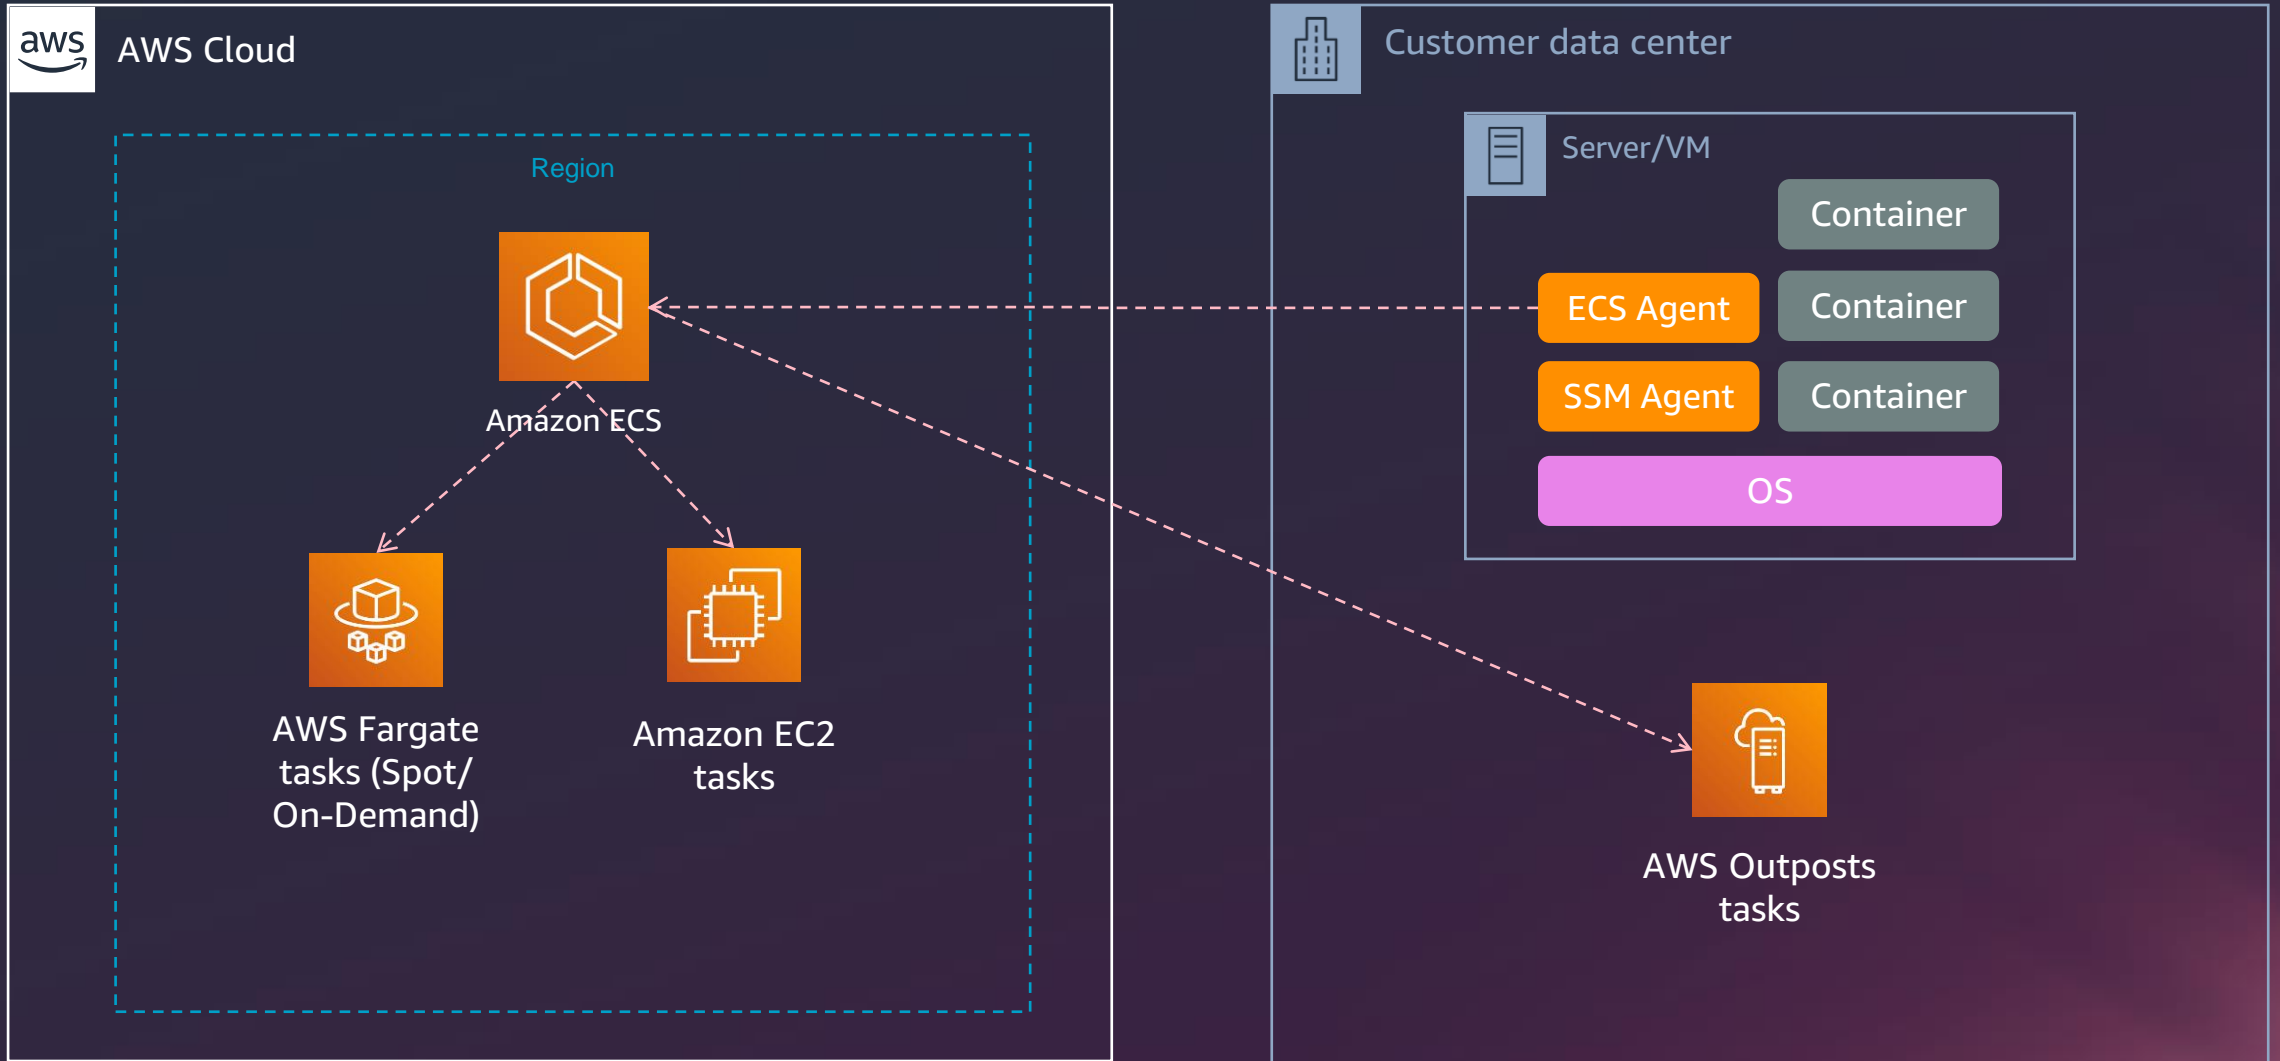 aws
AWS Cloud
Region
Amazon ECS
AWS Fargate
tasks (Spot/
On-Demand)
Amazon EC2
tasks
Customer data center
Server/VM
Container
ECS Agent
Container
SSM Agent
Container
OS
AWS Outposts
tasks